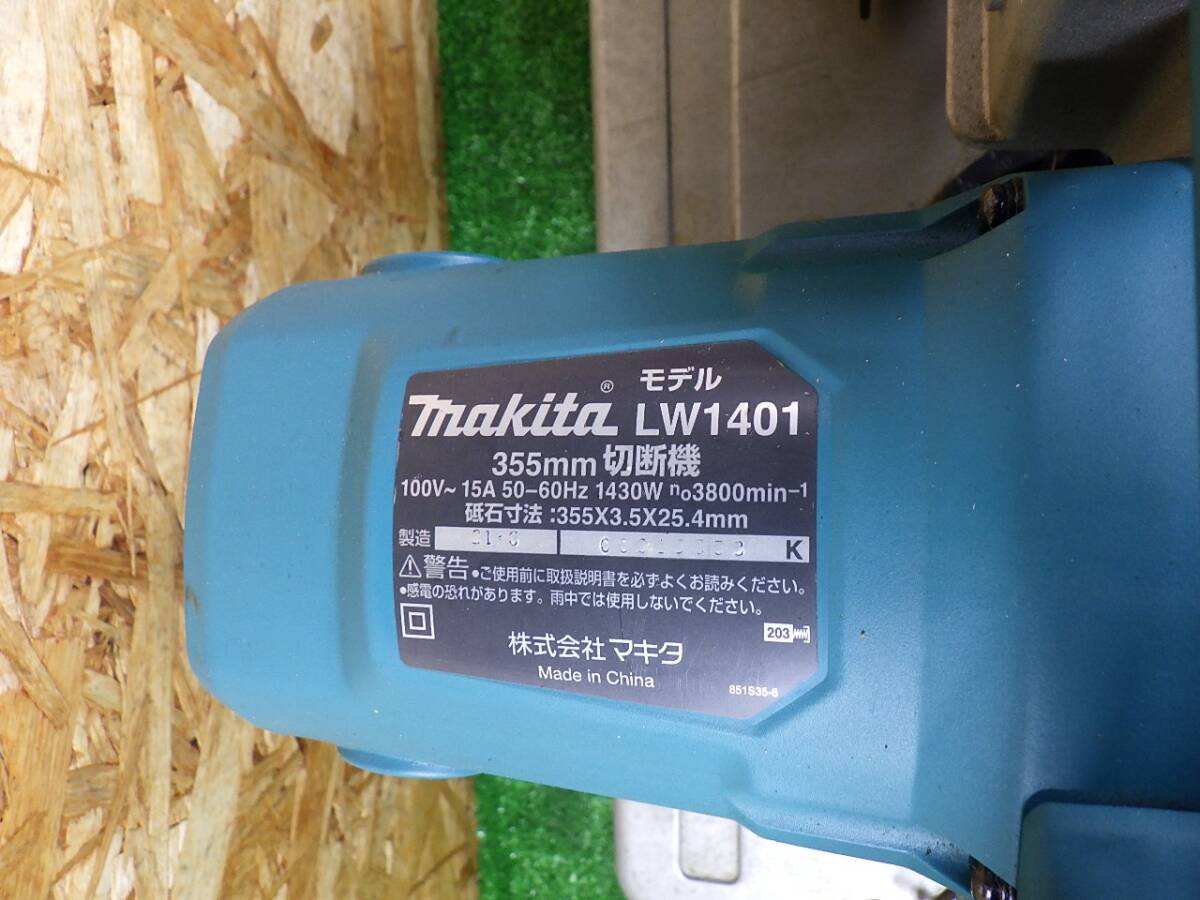 モデル
makita® LW1401
355mm 切断機
100V~ 15A 50-60Hz 1430W n₀3800min⁻¹
砥石寸法:355X3.5X25.4mm
製造 K
⚠警告 •ご使用前に取扱説明書を必ずよくお読みください。
•感電の恐れがあります。雨中では使用しないでください。
203
株式会社 マキタ
Made in China
851S35-6